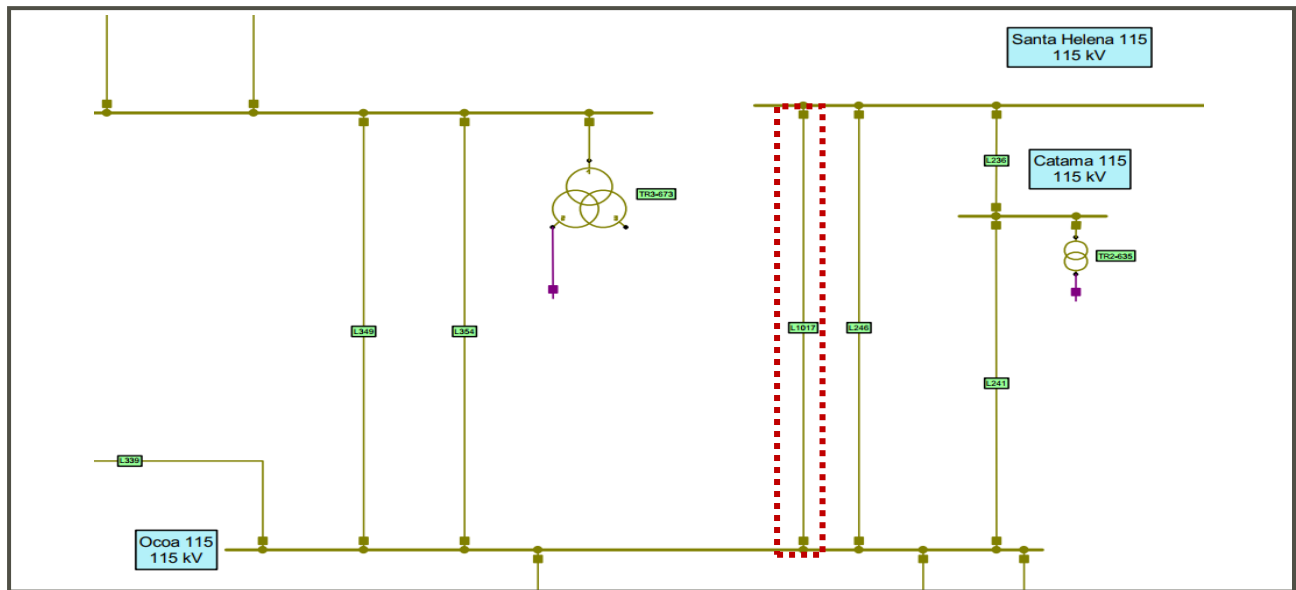 Santa Helena 115
115 kV
L236
Catama 115
115 kV
TR3-673
TR2-635
L349
L354
L1017
L246
L241
L339
Ocoa 115
115 kV